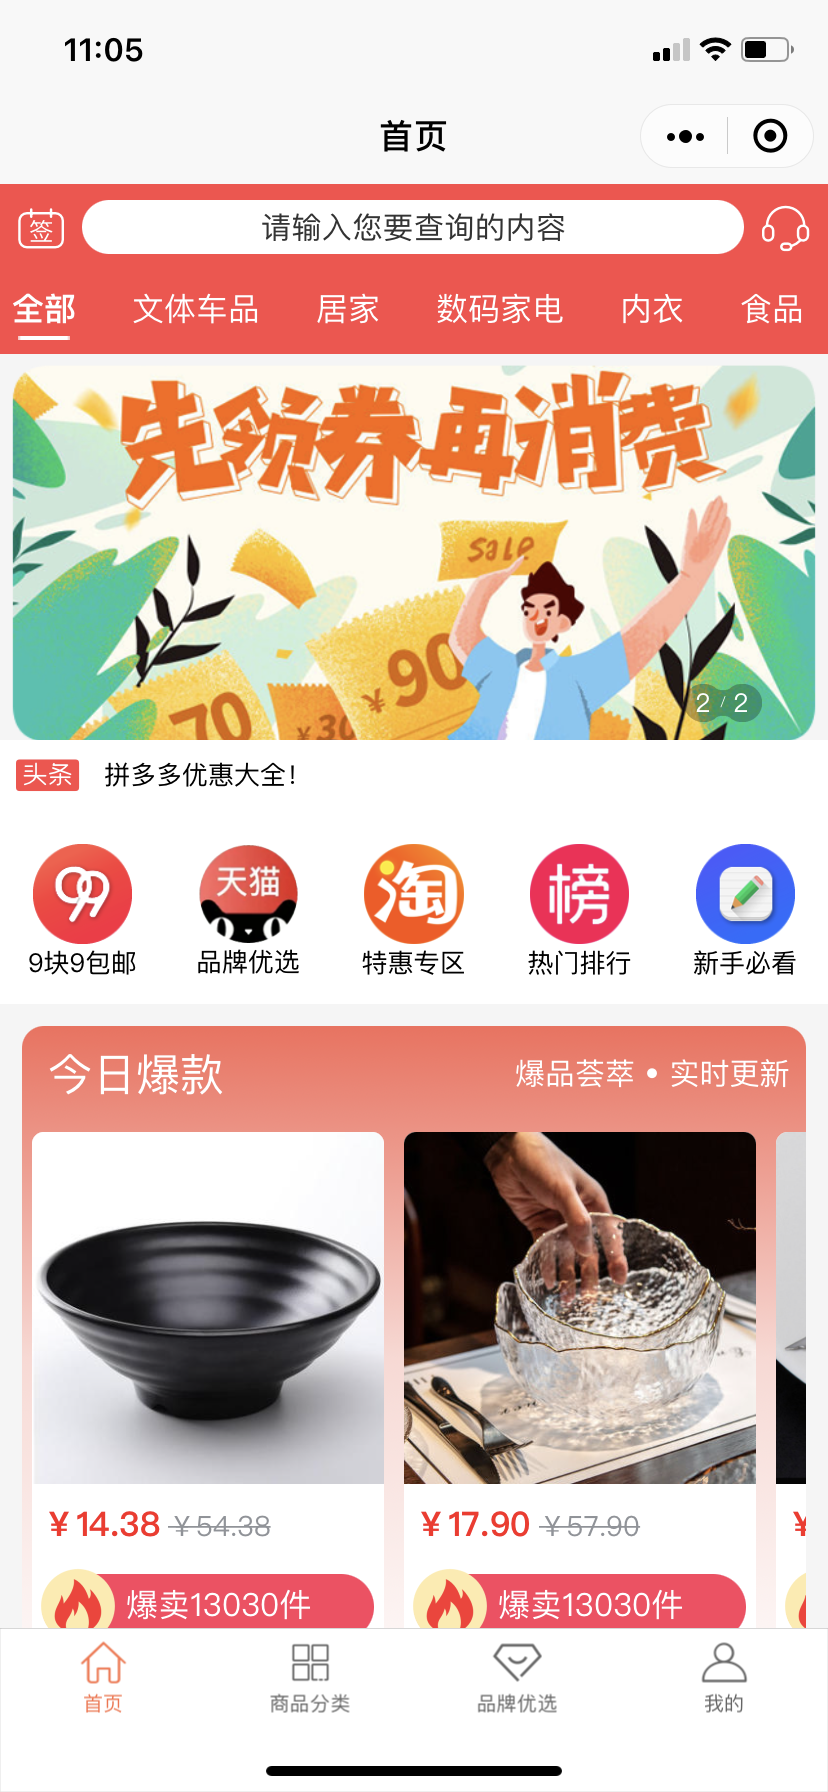 11:05
首页
签
请输入您要查询的内容
全部 文体车品 居家 数码家电 内衣 食品
先领券再消费
sale
70
¥30
¥90
2 / 2
头条 拼多多优惠大全!
99 天猫 淘 榜
9块9包邮 品牌优选 特惠专区 热门排行 新手必看
今日爆款 爆品荟萃 • 实时更新
¥14.38 ¥54.38 ¥17.90 ¥57.90 ¥
爆卖13030件 爆卖13030件
首页 商品分类 品牌优选 我的